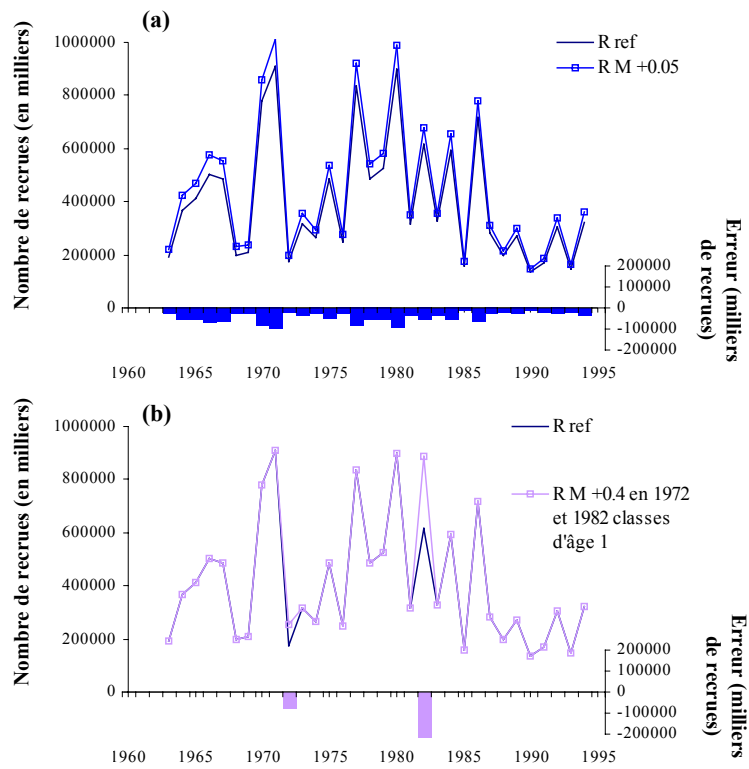 (a)
Nombre de recrues (en milliers)
1000000
800000
600000
400000
200000
0
R ref
R M +0.05
200000
100000
0
-100000
-200000
Erreur (milliers
de recrues)
1960 1965 1970 1975 1980 1985 1990 1995
(b)
Nombre de recrues (en milliers)
1000000
800000
600000
400000
200000
0
R ref
R M +0.4 en 1972
et 1982 classes
d'âge 1
200000
100000
0
-100000
-200000
Erreur (milliers
de recrues)
1960 1965 1970 1975 1980 1985 1990 1995